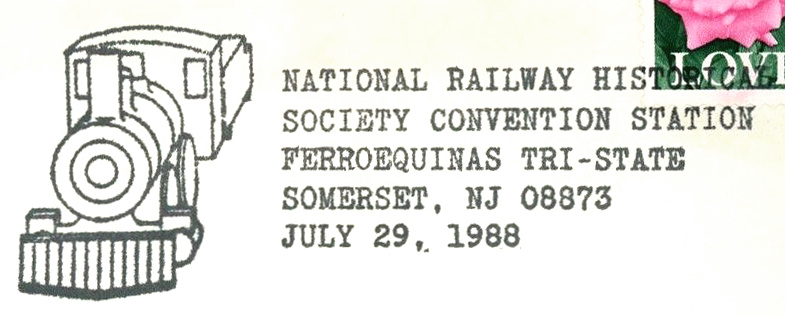 LOVE
NATIONAL RAILWAY HISTORICAL
SOCIETY CONVENTION STATION
FERROEQUINAS TRI-STATE
SOMERSET, NJ 08873
JULY 29, 1988